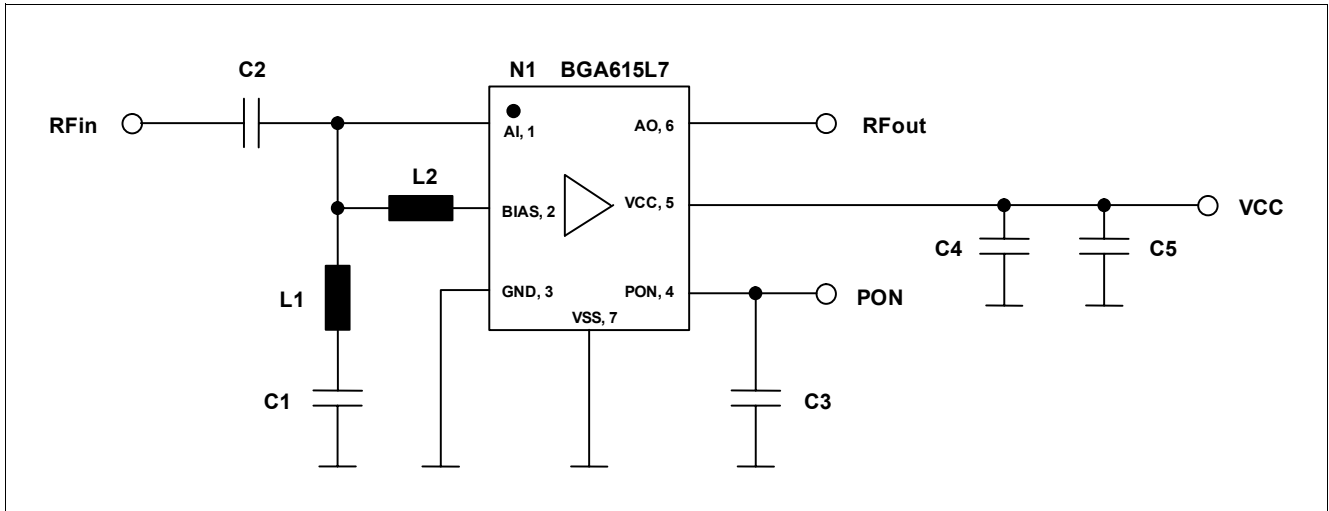 C2
N1 BGA615L7
RFin
AI, 1
AO, 6
RFout
L2
BIAS, 2
VCC, 5
VCC
C4
C5
L1
GND, 3
PON, 4
PON
VSS, 7
C1
C3